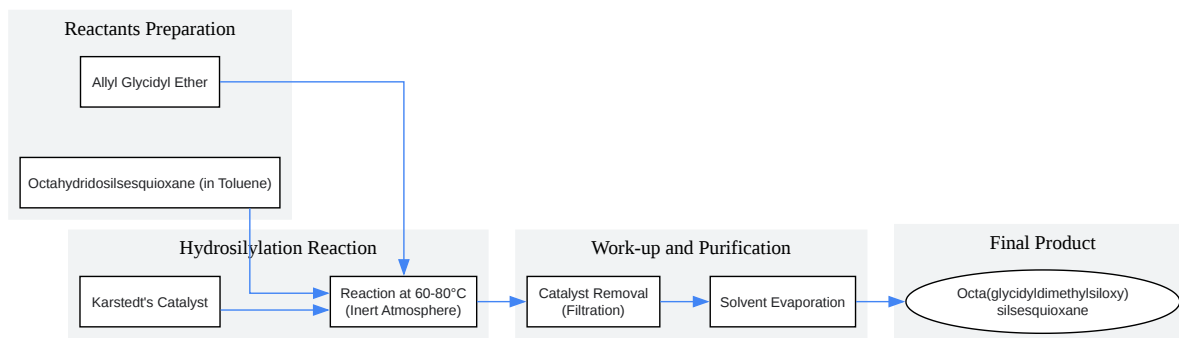 Reactants Preparation
Allyl Glycidyl Ether
Octahydridosilsesquioxane (in Toluene)
Hydrosilylation Reaction
Karstedt's Catalyst
Reaction at 60-80°C
(Inert Atmosphere)
Work-up and Purification
Catalyst Removal
(Filtration)
Solvent Evaporation
Final Product
Octa(glycidyldimethylsiloxy)
silsesquioxane